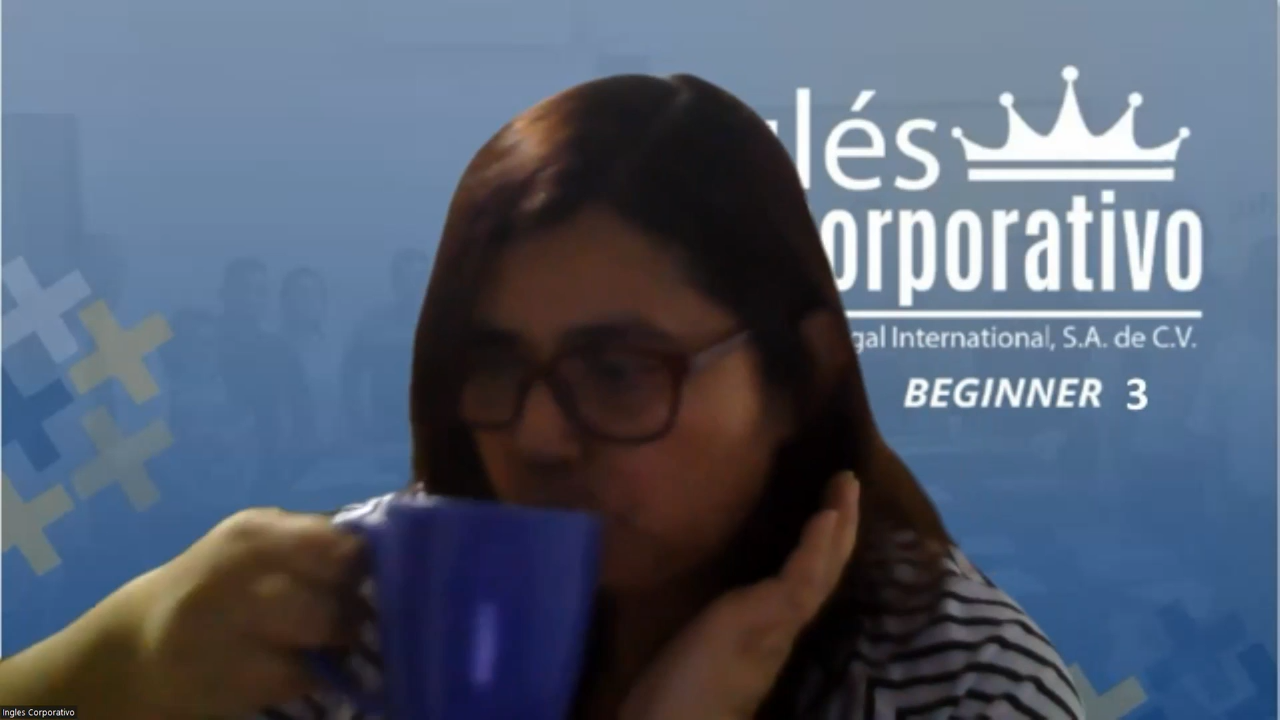 lés
orporativo
gal International, S.A. de C.V.
BEGINNER 3
Ingles Corporativo